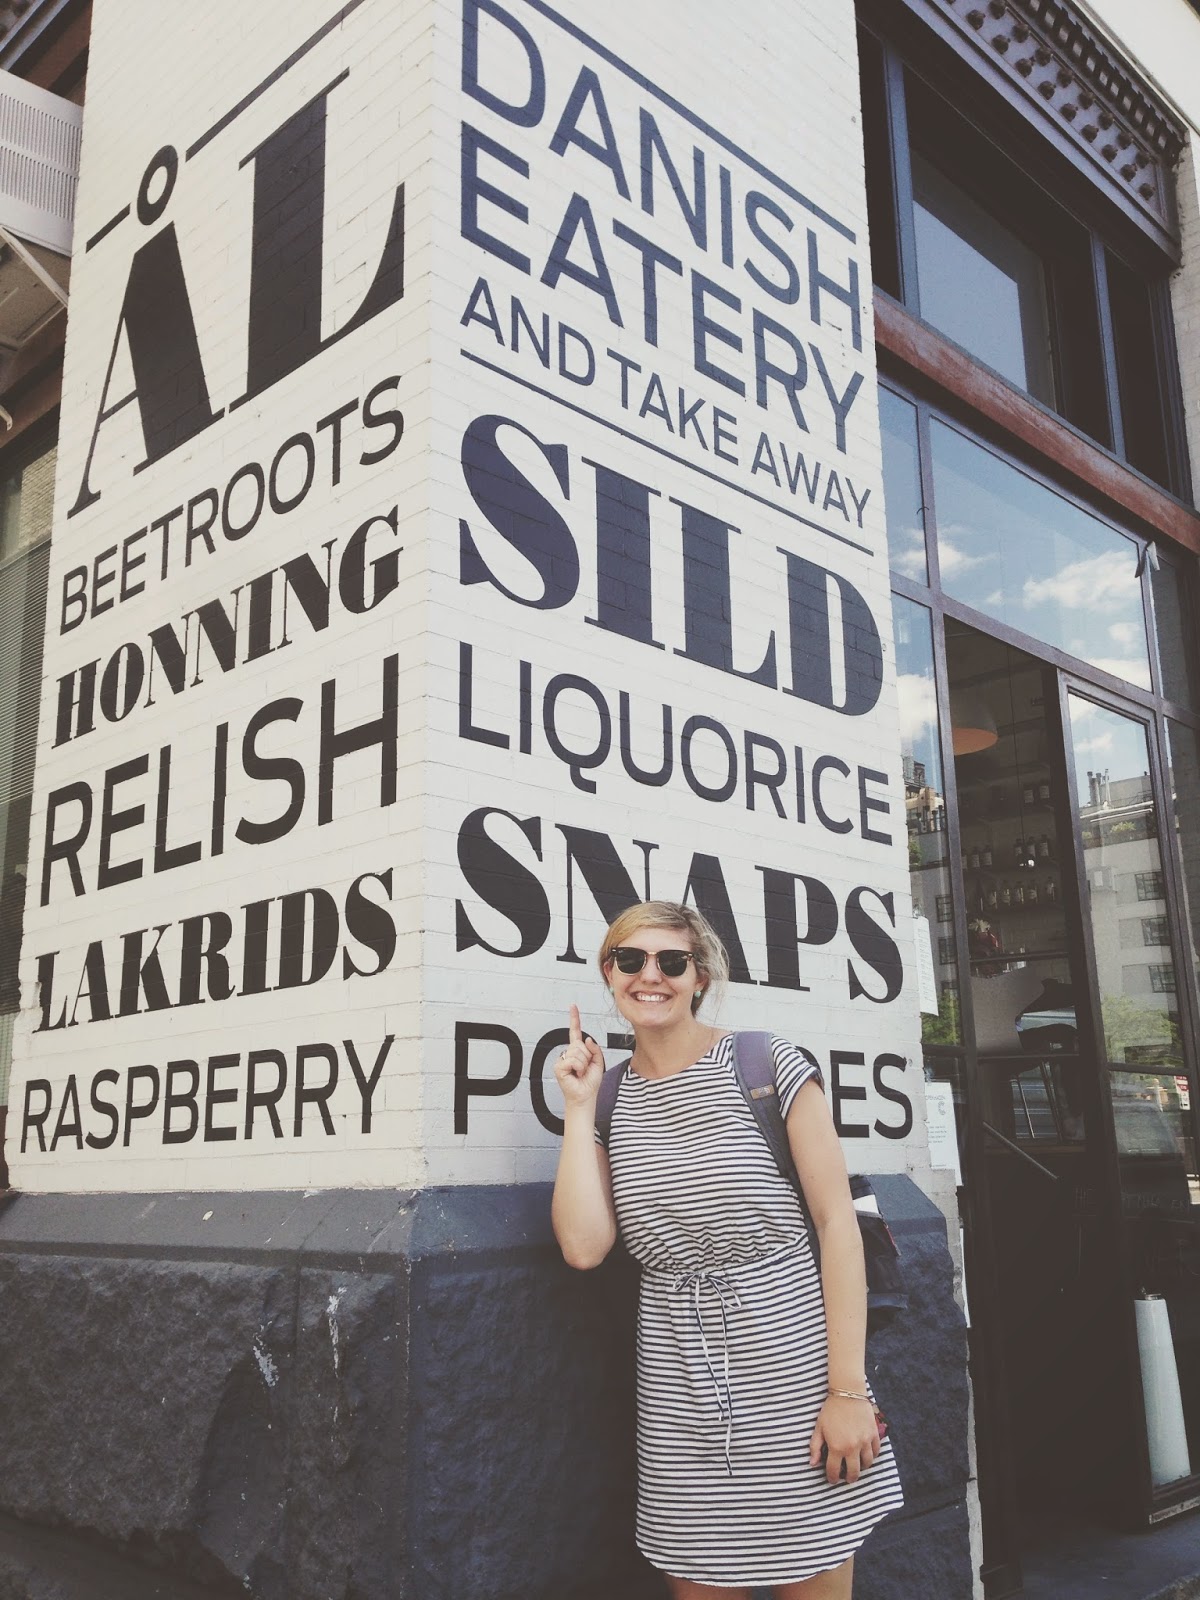 ÅL
BEETROOTS
HONNING
RELISH
LAKRIDS
RASPBERRY
DANISH
EATERY
AND TAKE AWAY
SILD
LIQUORICE
SNAPS